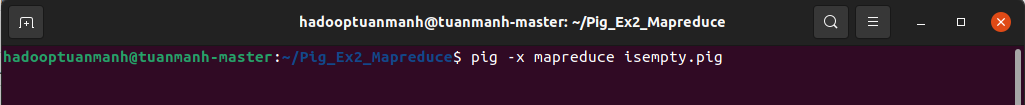 hadooptuanmanh@tuanmanh-master: ~/Pig_Ex2_Mapreduce
hadooptuanmanh@tuanmanh-master:~/Pig_Ex2_Mapreduce$ pig -x mapreduce isempty.pig